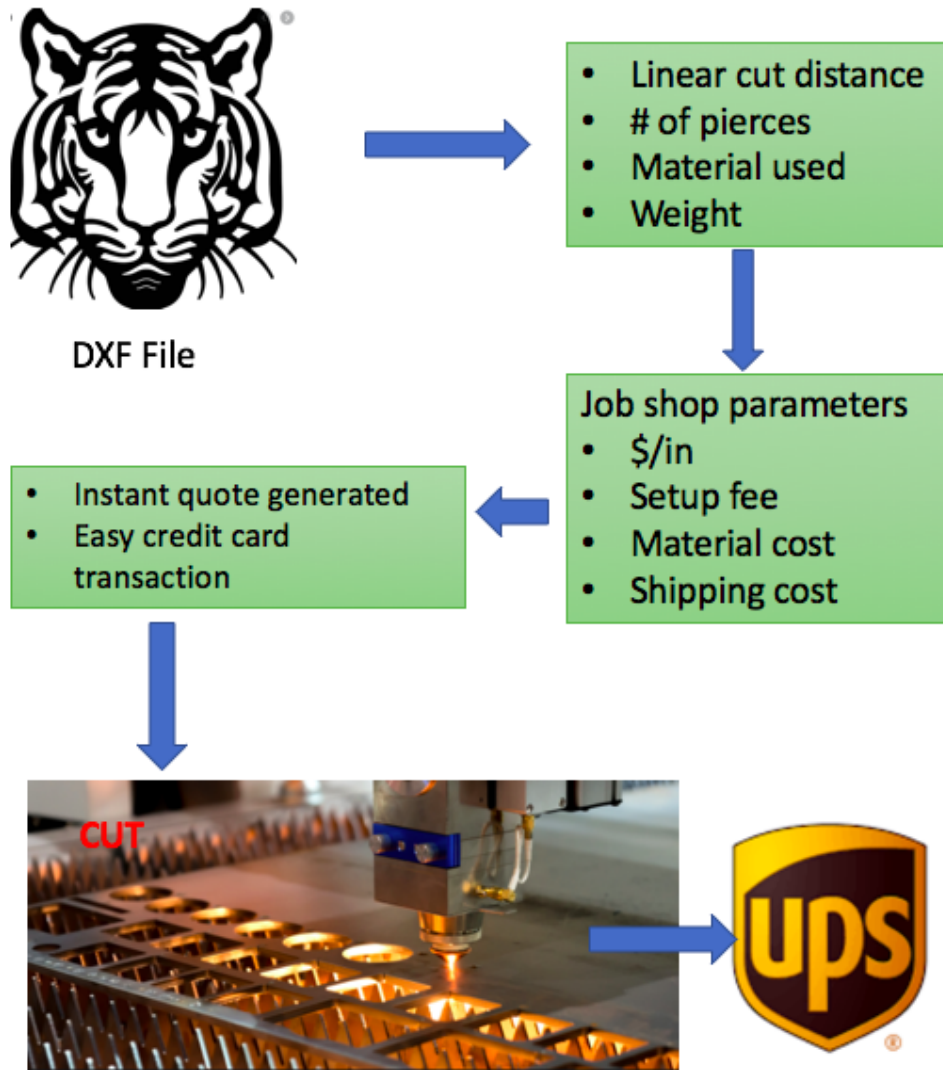 DXF File
• Linear cut distance
• # of pierces
• Material used
• Weight
Job shop parameters
• $/in
• Setup fee
• Material cost
• Shipping cost
• Instant quote generated
• Easy credit card
transaction
CUT
ups
®